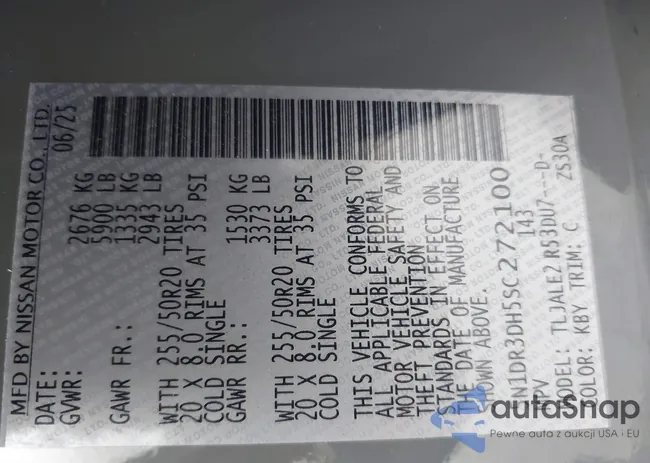 MFD BY NISSAN MOTOR CO., LTD.
DATE: 06/25
GVWR: 2676 KG
5900 LB
GAWR FR.: 1335 KG
2943 LB
WITH 255/50R20 TIRES
20 X 8.0 RIMS AT 35 PSI
COLD SINGLE
GAWR RR.: 1530 KG
3373 LB
WITH 255/50R20 TIRES
20 X 8.0 RIMS AT 35 PSI
COLD SINGLE
THIS VEHICLE CONFORMS TO
ALL APPLICABLE FEDERAL
MOTOR VEHICLE SAFETY AND
THEFT PREVENTION
STANDARDS IN EFFECT ON
THE DATE OF MANUFACTURE
SHOWN ABOVE.
N1DR3DH5SC272100
143
MODEL: TLJALE2 R53DU7---D-
COLOR: KBY TRIM: C ZS30A
autoSnap
Pewne auta z aukcji USA i EU